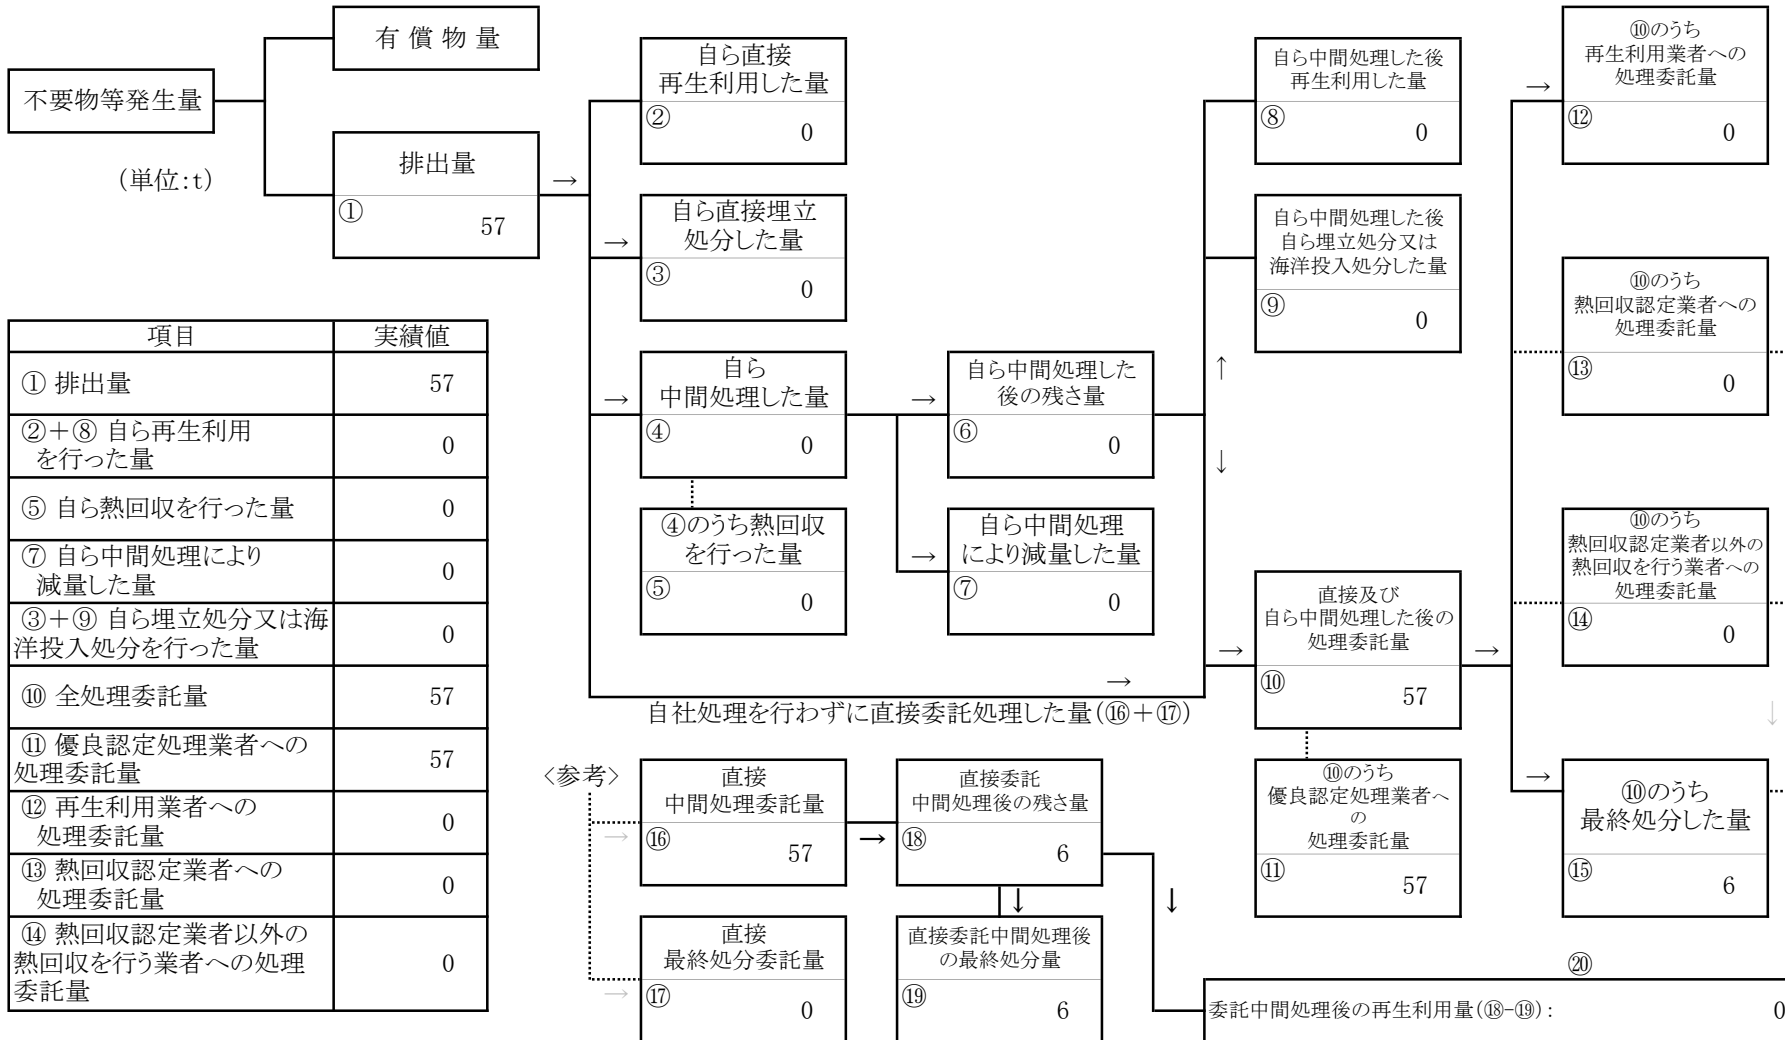 有 償 物 量
不要物等発生量
(単位:t)
排出量
①
57
→
自ら直接
再生利用した量
②
0
→
自ら直接埋立
処分した量
③
0
→
自ら
中間処理した量
④
0
④のうち熱回収
を行った量
⑤
0
→
自ら中間処理した
後の残さ量
⑥
0
→
自ら中間処理
により減量した量
⑦
0
→
自社処理を行わずに直接委託処理した量(⑯+⑰)
↑
↓
自ら中間処理した後
再生利用した量
⑧
0
自ら中間処理した後
自ら埋立処分又は
海洋投入処分した量
⑨
0
→
直接及び
自ら中間処理した後の
処理委託量
⑩
57
⑩のうち
優良認定処理業者へ
の
処理委託量
⑪
57
→
→
⑩のうち
再生利用業者への
処理委託量
⑫
0
⑩のうち
熱回収認定業者への
処理委託量
⑬
0
⑩のうち
熱回収認定業者以外の
熱回収を行う業者への
処理委託量
⑭
0
↓
→
⑩のうち
最終処分した量
⑮
6
項目 実績値
① 排出量 57
②+⑧ 自ら再生利用
を行った量 0
⑤ 自ら熱回収を行った量 0
⑦ 自ら中間処理により
減量した量 0
③+⑨ 自ら埋立処分又は海
洋投入処分を行った量 0
⑩ 全処理委託量 57
⑪ 優良認定処理業者への
処理委託量 57
⑫ 再生利用業者への
処理委託量 0
⑬ 熱回収認定業者への
処理委託量 0
⑭ 熱回収認定業者以外の
熱回収を行う業者への処理
委託量 0
<参考>
→
直接
中間処理委託量
⑯
57
→
直接委託
中間処理後の残さ量
⑱
6
↓
↓
→
直接
最終処分委託量
⑰
0
直接委託中間処理後
の最終処分量
⑲
6
⑳
委託中間処理後の再生利用量(⑱-⑲): 0